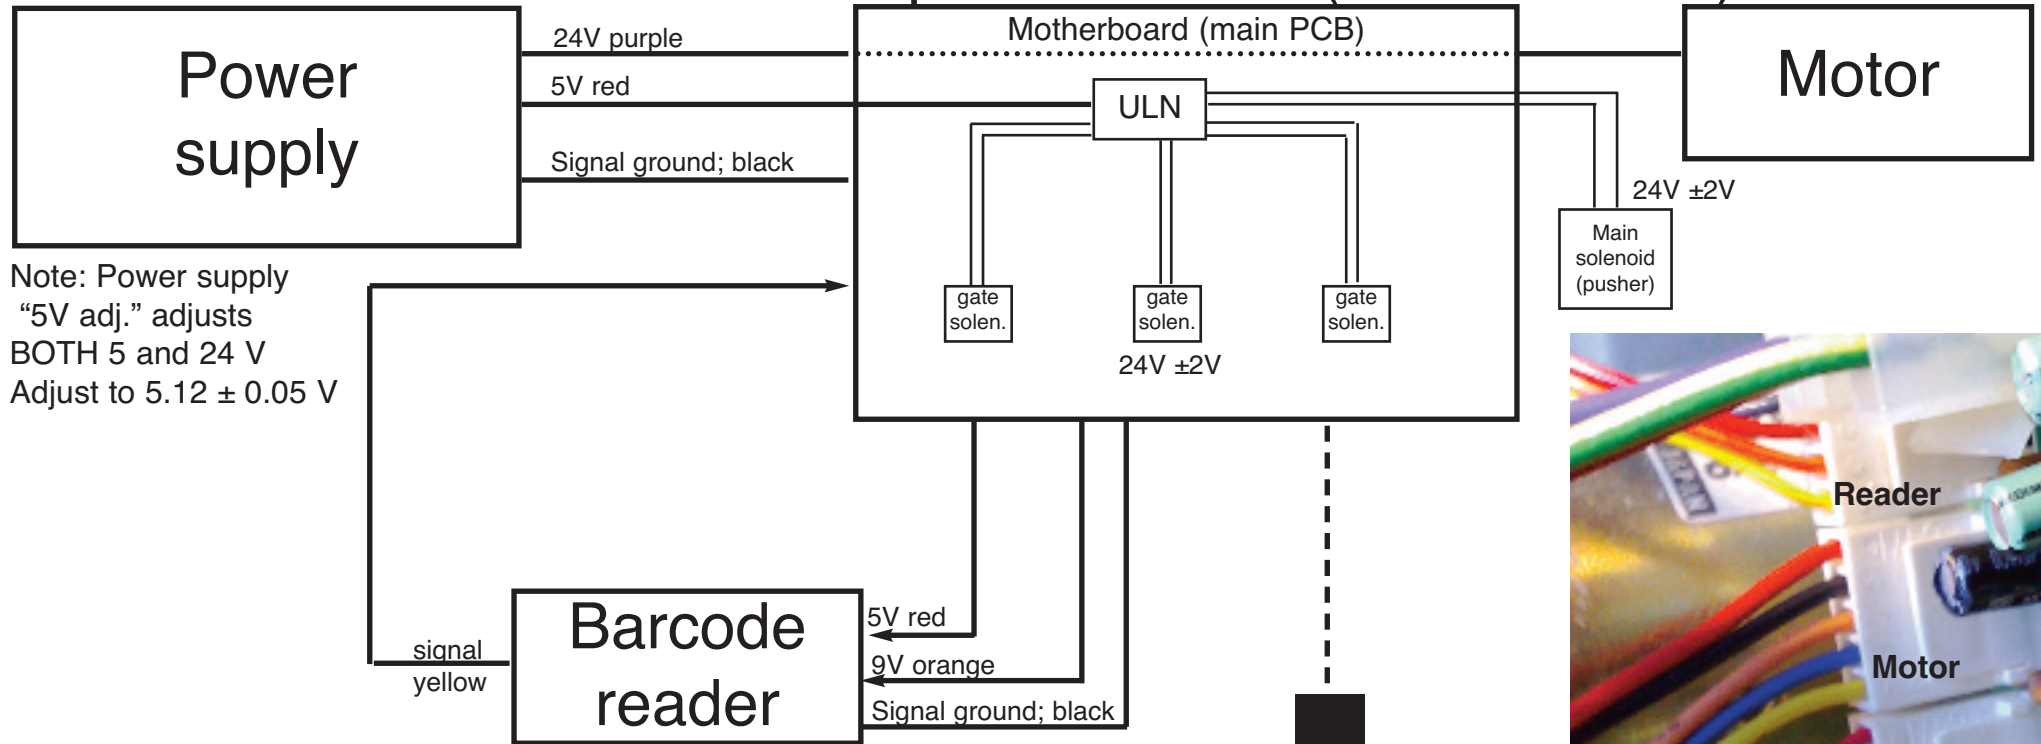 Power
supply
24V purple
5V red
Signal ground; black
Motherboard (main PCB)
ULN
Motor
24V ±2V
Main
solenoid
(pusher)
gate
solen.
gate
solen.
gate
solen.
24V ±2V
Note: Power supply
“5V adj.” adjusts
BOTH 5 and 24 V
Adjust to 5.12 ± 0.05 V
signal
yellow
Barcode
reader
5V red
9V orange
Signal ground; black
Reader
Motor